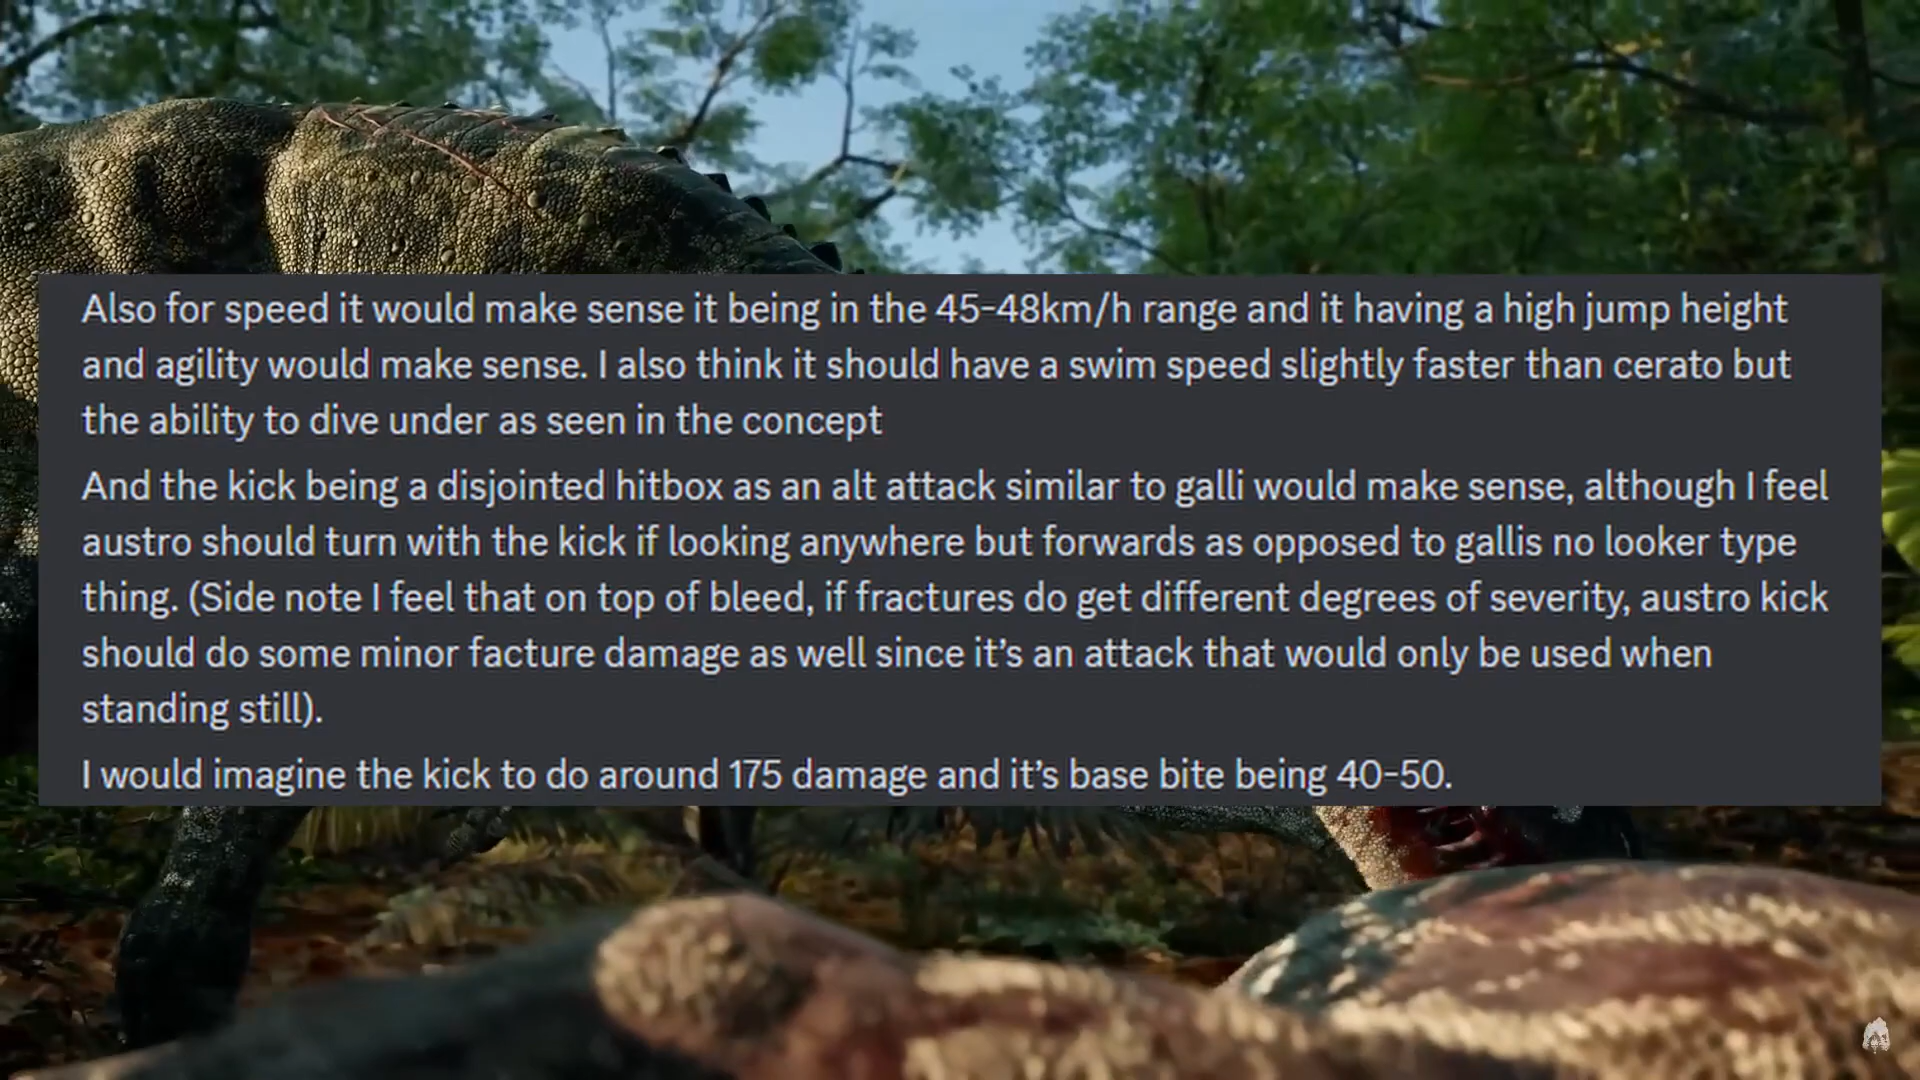 Also for speed it would make sense it being in the 45-48km/h range and it having a high jump height
and agility would make sense. I also think it should have a swim speed slightly faster than cerato but
the ability to dive under as seen in the concept
And the kick being a disjointed hitbox as an alt attack similar to galli would make sense, although I feel
austro should turn with the kick if looking anywhere but forwards as opposed to gallis no looker type
thing. (Side note I feel that on top of bleed, if fractures do get different degrees of severity, austro kick
should do some minor facture damage as well since it’s an attack that would only be used when
standing still).
I would imagine the kick to do around 175 damage and it’s base bite being 40-50.